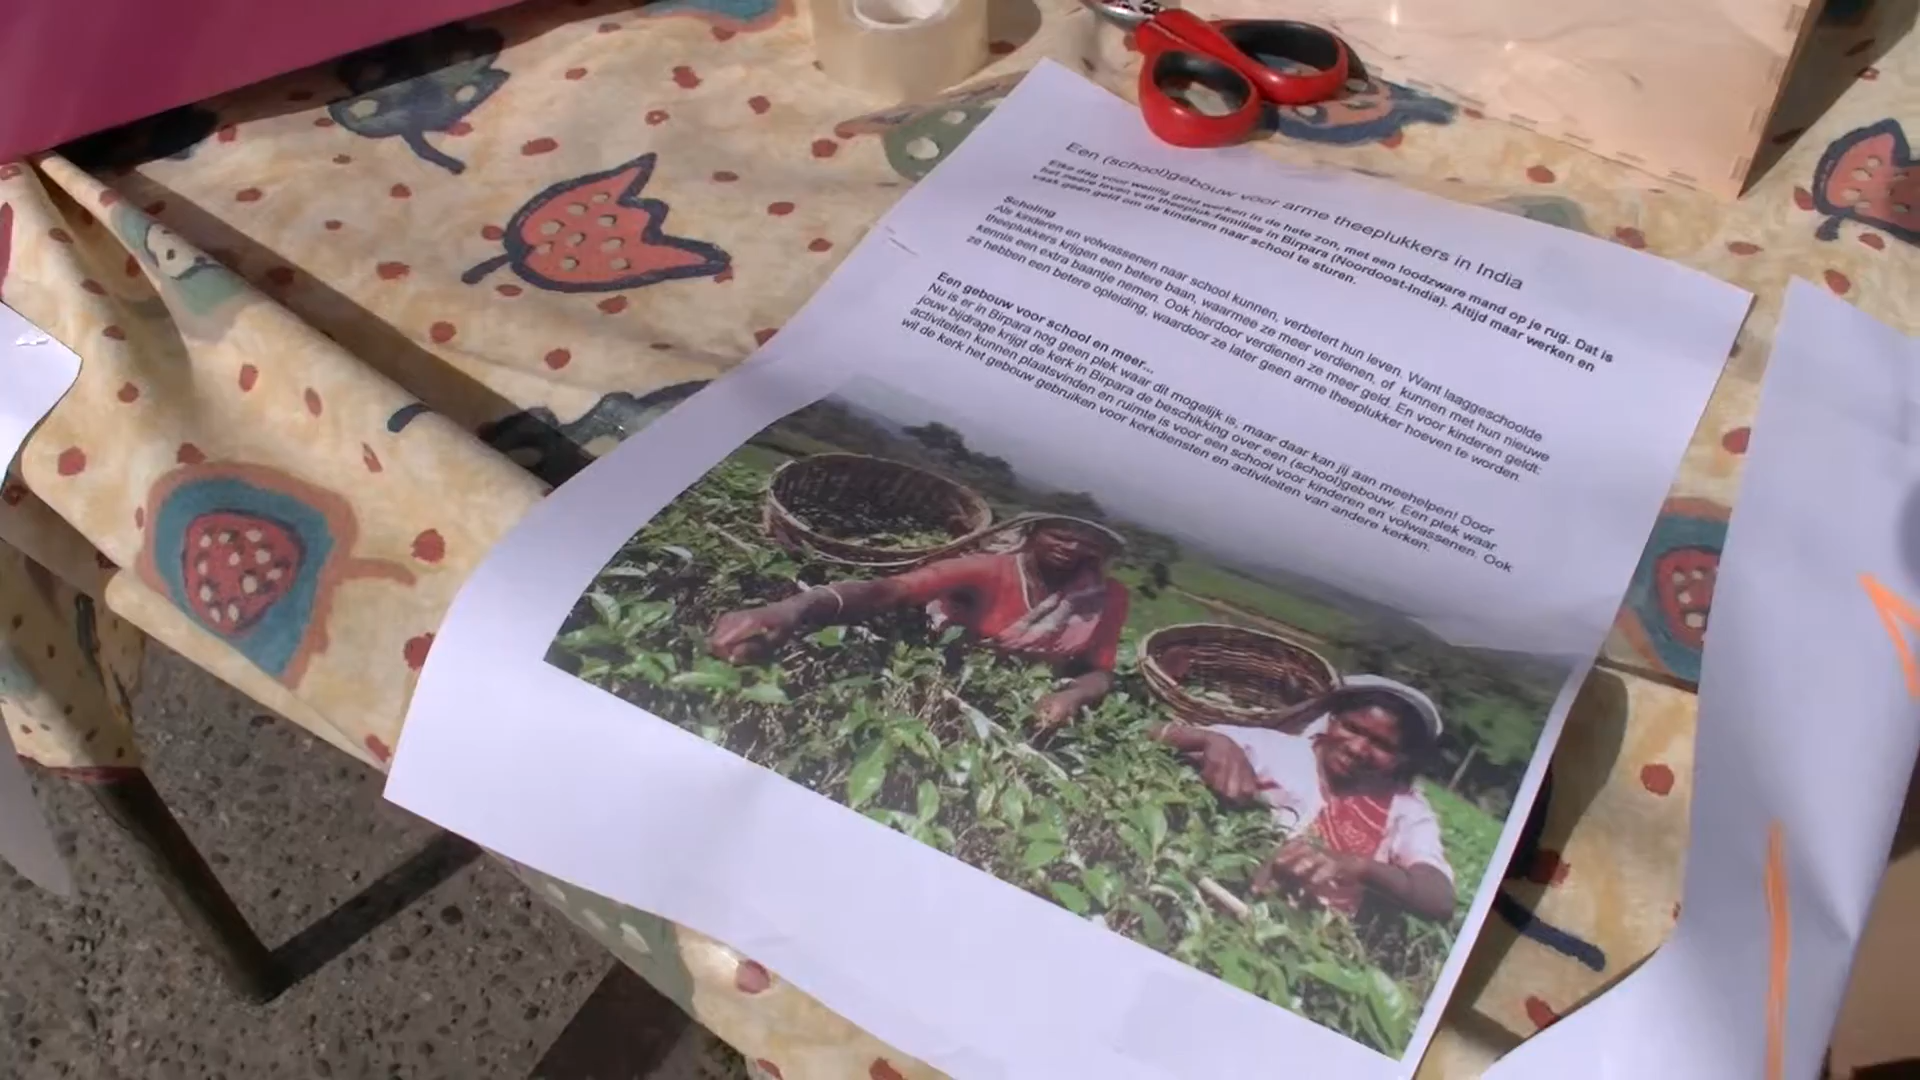 Een (school)gebouw voor arme theeplukkers in India
Elke dag voor weinig geld werken in de hete zon, met een loodzware mand op je rug. Dat is
het zware leven van theepluk-families in Birpara (Noordoost-India). Altijd maar werken en
vaak geen geld om de kinderen naar school te sturen.
Scholing
Als kinderen en volwassenen naar school kunnen, verbetert hun leven. Want laaggeschoolde
theeplukkers krijgen een betere baan, waarmee ze meer verdienen, of kunnen met hun nieuwe
kennis een extra baantje nemen. Ook hierdoor verdienen ze meer geld. En voor kinderen geldt:
ze hebben een betere opleiding, waardoor ze later geen arme theeplukker hoeven te worden.
Een gebouw voor school en meer...
Nu is er in Birpara nog geen plek waar dit mogelijk is, maar daar kan jij aan meehelpen! Door
jouw bijdrage krijgt de kerk in Birpara de beschikking over een (school)gebouw. Een plek waar
activiteiten kunnen plaatsvinden en ruimte is voor een school voor kinderen en volwassenen. Ook
wil de kerk het gebouw gebruiken voor kerkdiensten en activiteiten van andere kerken.